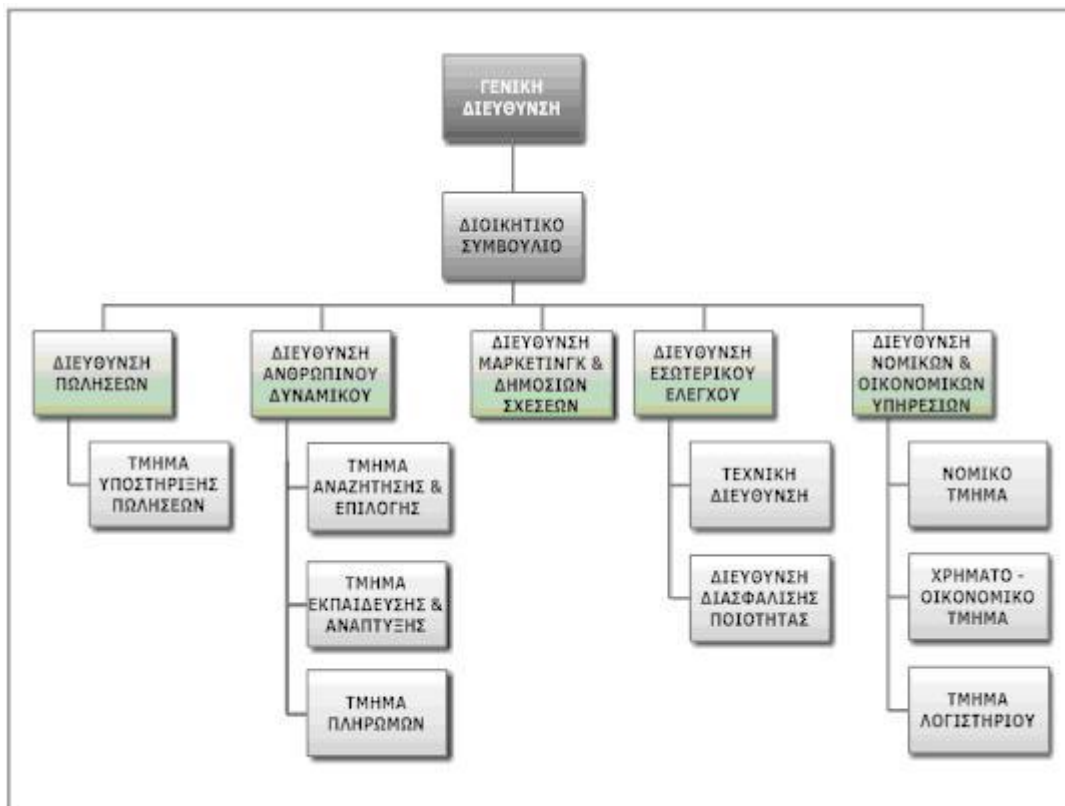 ΓΕΝΙΚΗ
ΔΙΕΥΘΥΝΣΗ
ΔΙΟΙΚΗΤΙΚΟ
ΣΥΜΒΟΥΛΙΟ
ΔΙΕΥΘΥΝΣΗ
ΠΩΛΗΣΕΩΝ
ΤΜΗΜΑ
ΥΠΟΣΤΗΡΙΞΗΣ
ΠΩΛΗΣΕΩΝ
ΔΙΕΥΘΥΝΣΗ
ΑΝΘΡΩΠΙΝΟΥ
ΔΥΝΑΜΙΚΟΥ
ΤΜΗΜΑ
ΑΝΑΖΗΤΗΣΗΣ &
ΕΠΙΛΟΓΗΣ
ΤΜΗΜΑ
ΕΚΠΑΙΔΕΥΣΗΣ &
ΑΝΑΠΤΥΞΗΣ
ΤΜΗΜΑ
ΠΛΗΡΩΜΩΝ
ΔΙΕΥΘΥΝΣΗ
ΜΑΡΚΕΤΙΝΓΚ &
ΔΗΜΟΣΙΩΝ
ΣΧΕΣΕΩΝ
ΔΙΕΥΘΥΝΣΗ
ΕΣΩΤΕΡΙΚΟΥ
ΕΛΕΓΧΟΥ
ΤΕΧΝΙΚΗ
ΔΙΕΥΘΥΝΣΗ
ΔΙΕΥΘΥΝΣΗ
ΔΙΑΣΦΑΛΙΣΗΣ
ΠΟΙΟΤΗΤΑΣ
ΔΙΕΥΘΥΝΣΗ
ΝΟΜΙΚΩΝ &
ΟΙΚΟΝΟΜΙΚΩΝ
ΥΠΗΡΕΣΙΩΝ
ΝΟΜΙΚΟ
ΤΜΗΜΑ
ΧΡΗΜΑΤΟ -
ΟΙΚΟΝΟΜΙΚΟ
ΤΜΗΜΑ
ΤΜΗΜΑ
ΛΟΓΙΣΤΗΡΙΟΥ